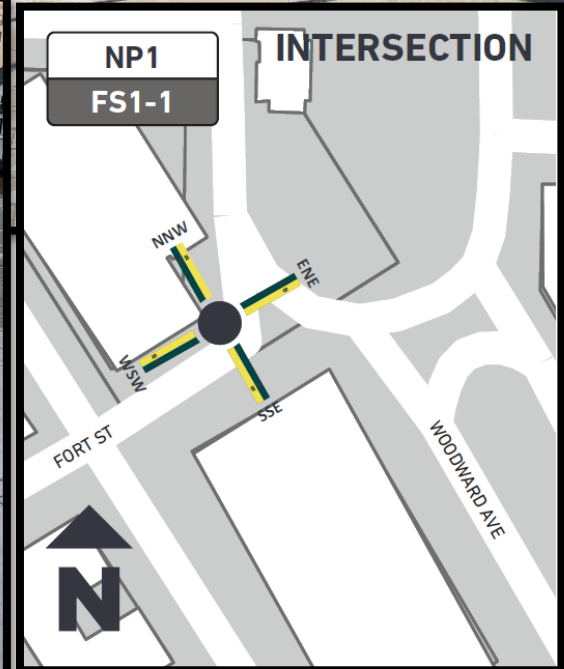 NP1
INTERSECTION
FS1-1
NNW
ENE
WSW
SSE
FORT ST
WOODWARD AVE
N